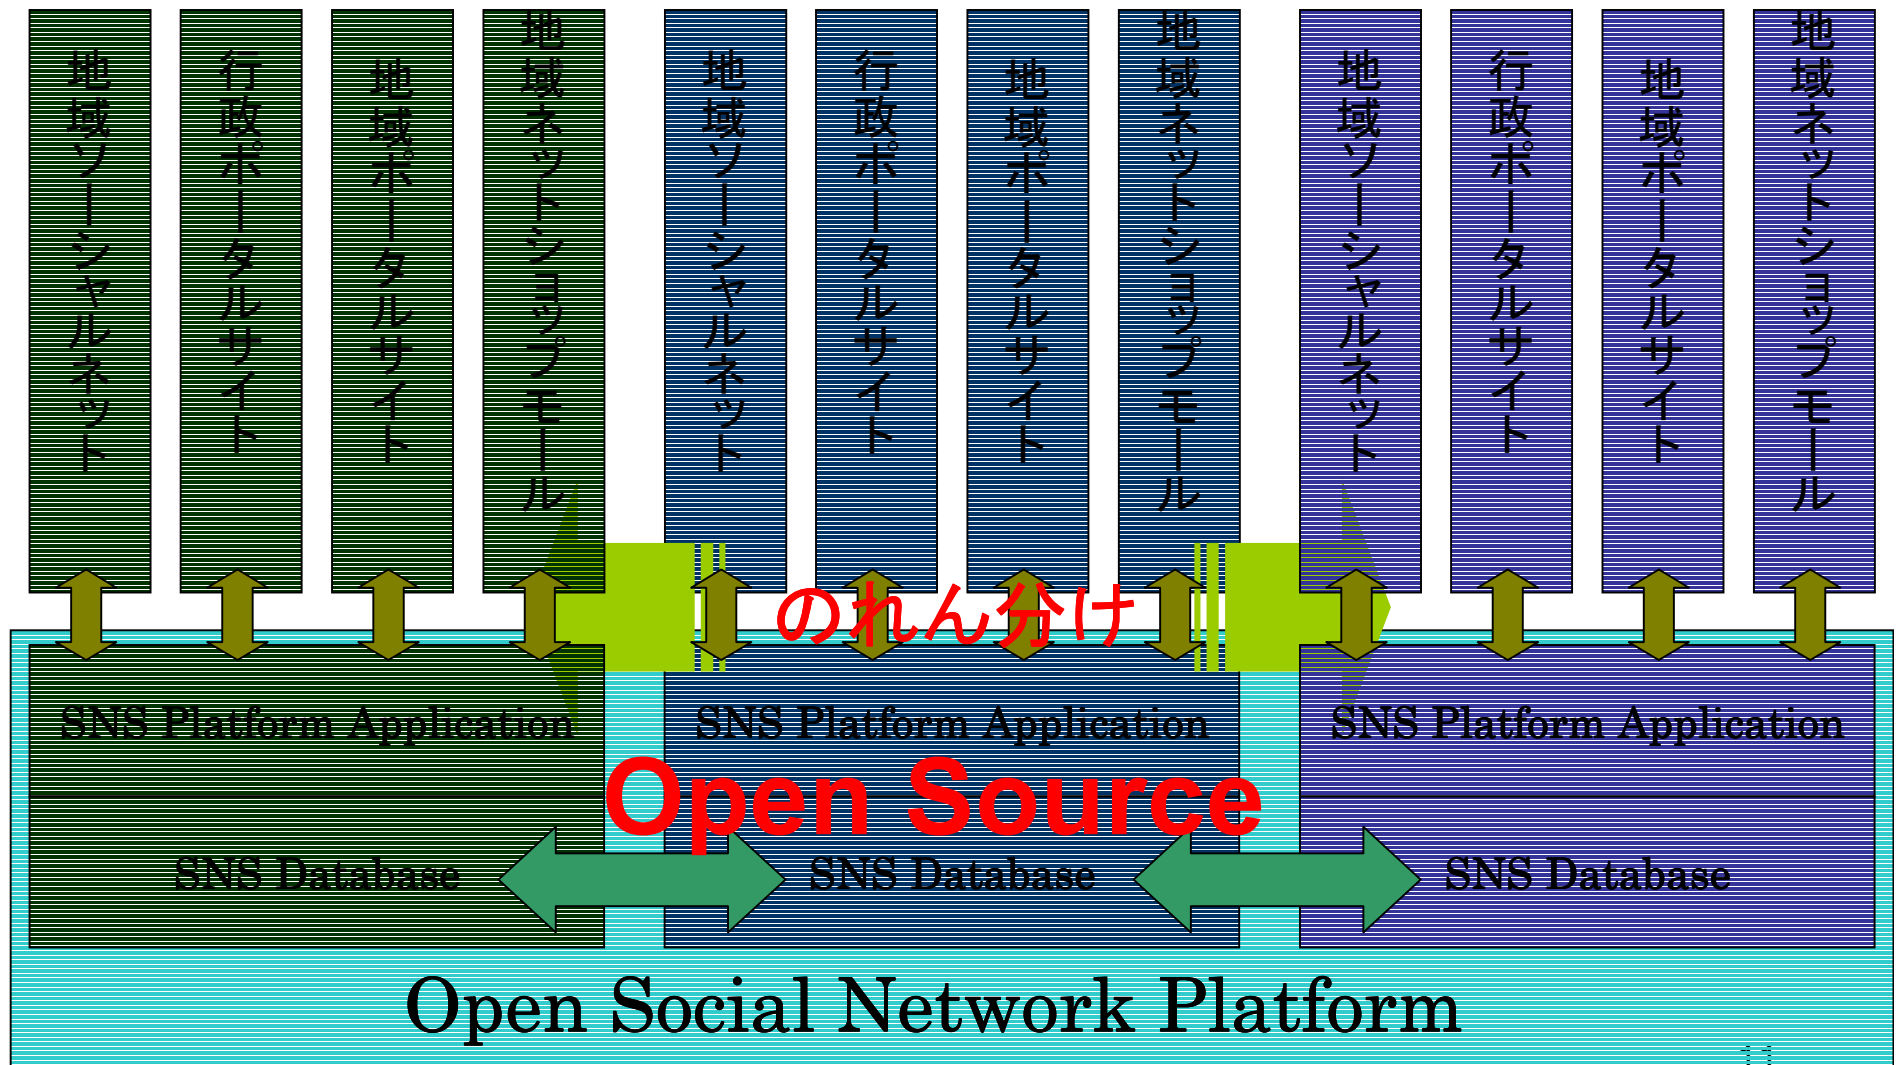 地域ソーシャルネット
行政ポータルサイト
地域ポータルサイト
地域ネットショップモール
地域ソーシャルネット
行政ポータルサイト
地域ポータルサイト
地域ネットショップモール
地域ソーシャルネット
行政ポータルサイト
地域ポータルサイト
地域ネットショップモール
のれん分け
SNS Platform Application
SNS Platform Application
SNS Platform Application
Open Source
SNS Database
SNS Database
SNS Database
Open Social Network Platform